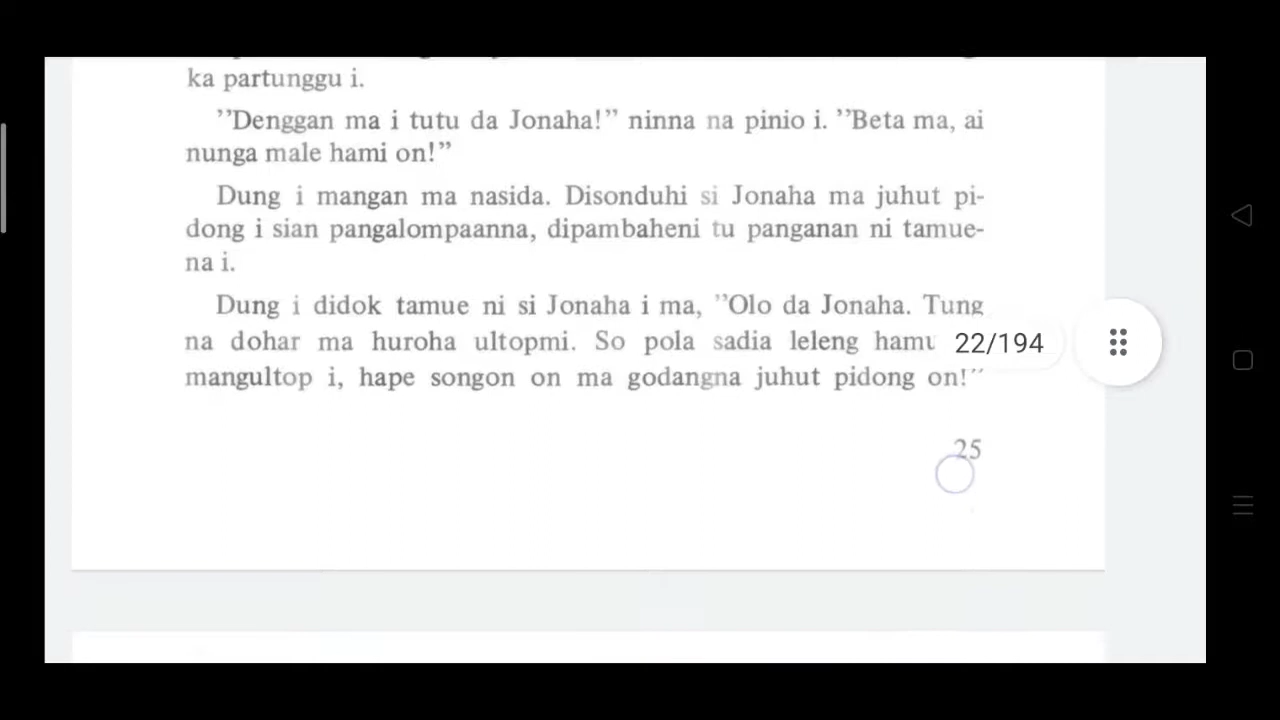 ka partunggu i.
’’Denggan ma i tutu da Jonaha!” ninna na pinio i. ’’Beta ma, ai
nunga male hami on!”
Dung i mangan ma nasida. Disonduhi si Jonaha ma juhut pi-
dong i sian pangalompaanna, dipambaheni tu panganan ni tamue-
na i.
Dung i didok tamue ni si Jonaha i ma, ’’Olo da Jonaha. Tung
na dohar ma huroha ultopmi. So pola sadia leleng hamu
mangultop i, hape songon on ma godangna juhut pidong on!”
22/194
25